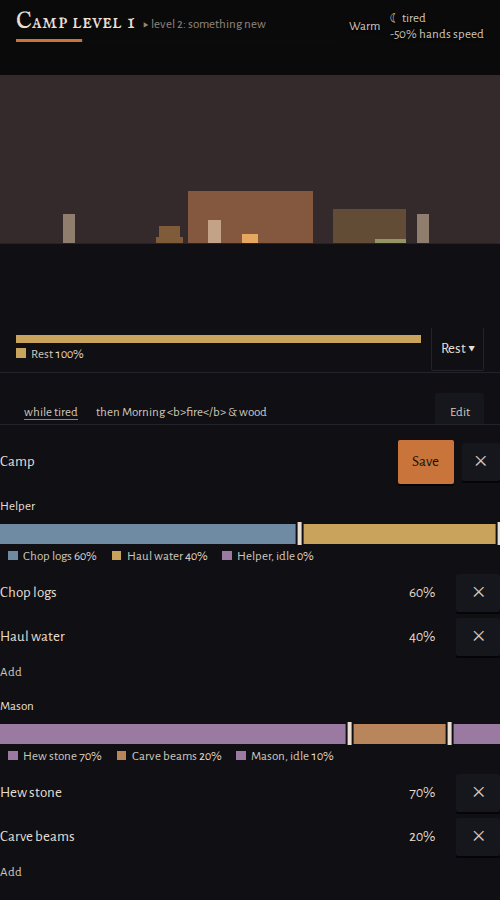 Camp level 1 ▸ level 2: something new
Warm
☾ tired
-50% hands speed
Rest 100%
Rest ▾
while tired then Morning <b>fire</b> & wood
Edit
Camp
Save
×
Helper
Chop logs 60% Haul water 40% Helper, idle 0%
Chop logs 60% ×
Haul water 40% ×
Add
Mason
Hew stone 70% Carve beams 20% Mason, idle 10%
Hew stone 70% ×
Carve beams 20% ×
Add